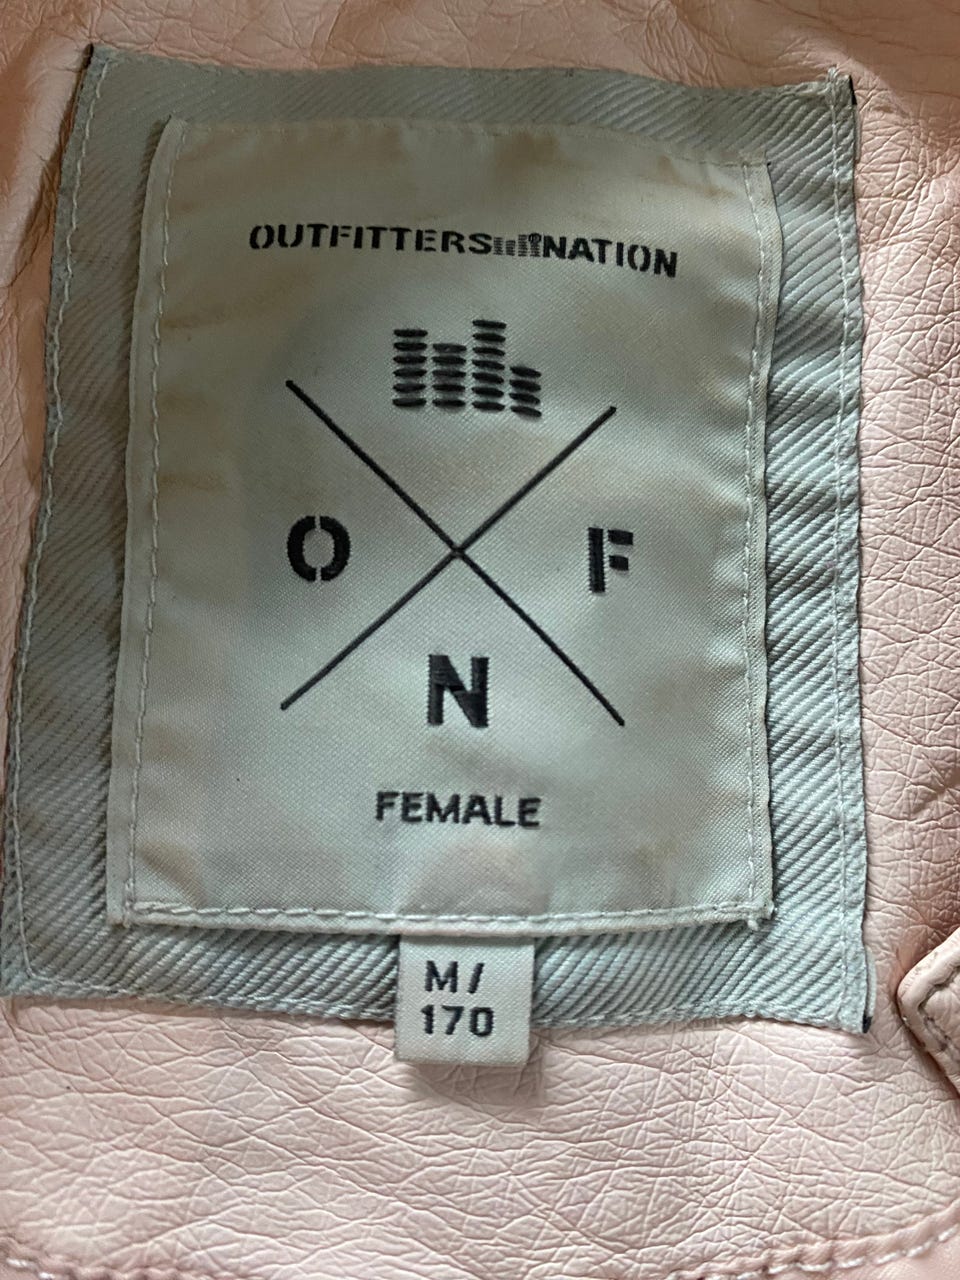 OUTFITTERS NATION
O F
N
FEMALE
M/
170